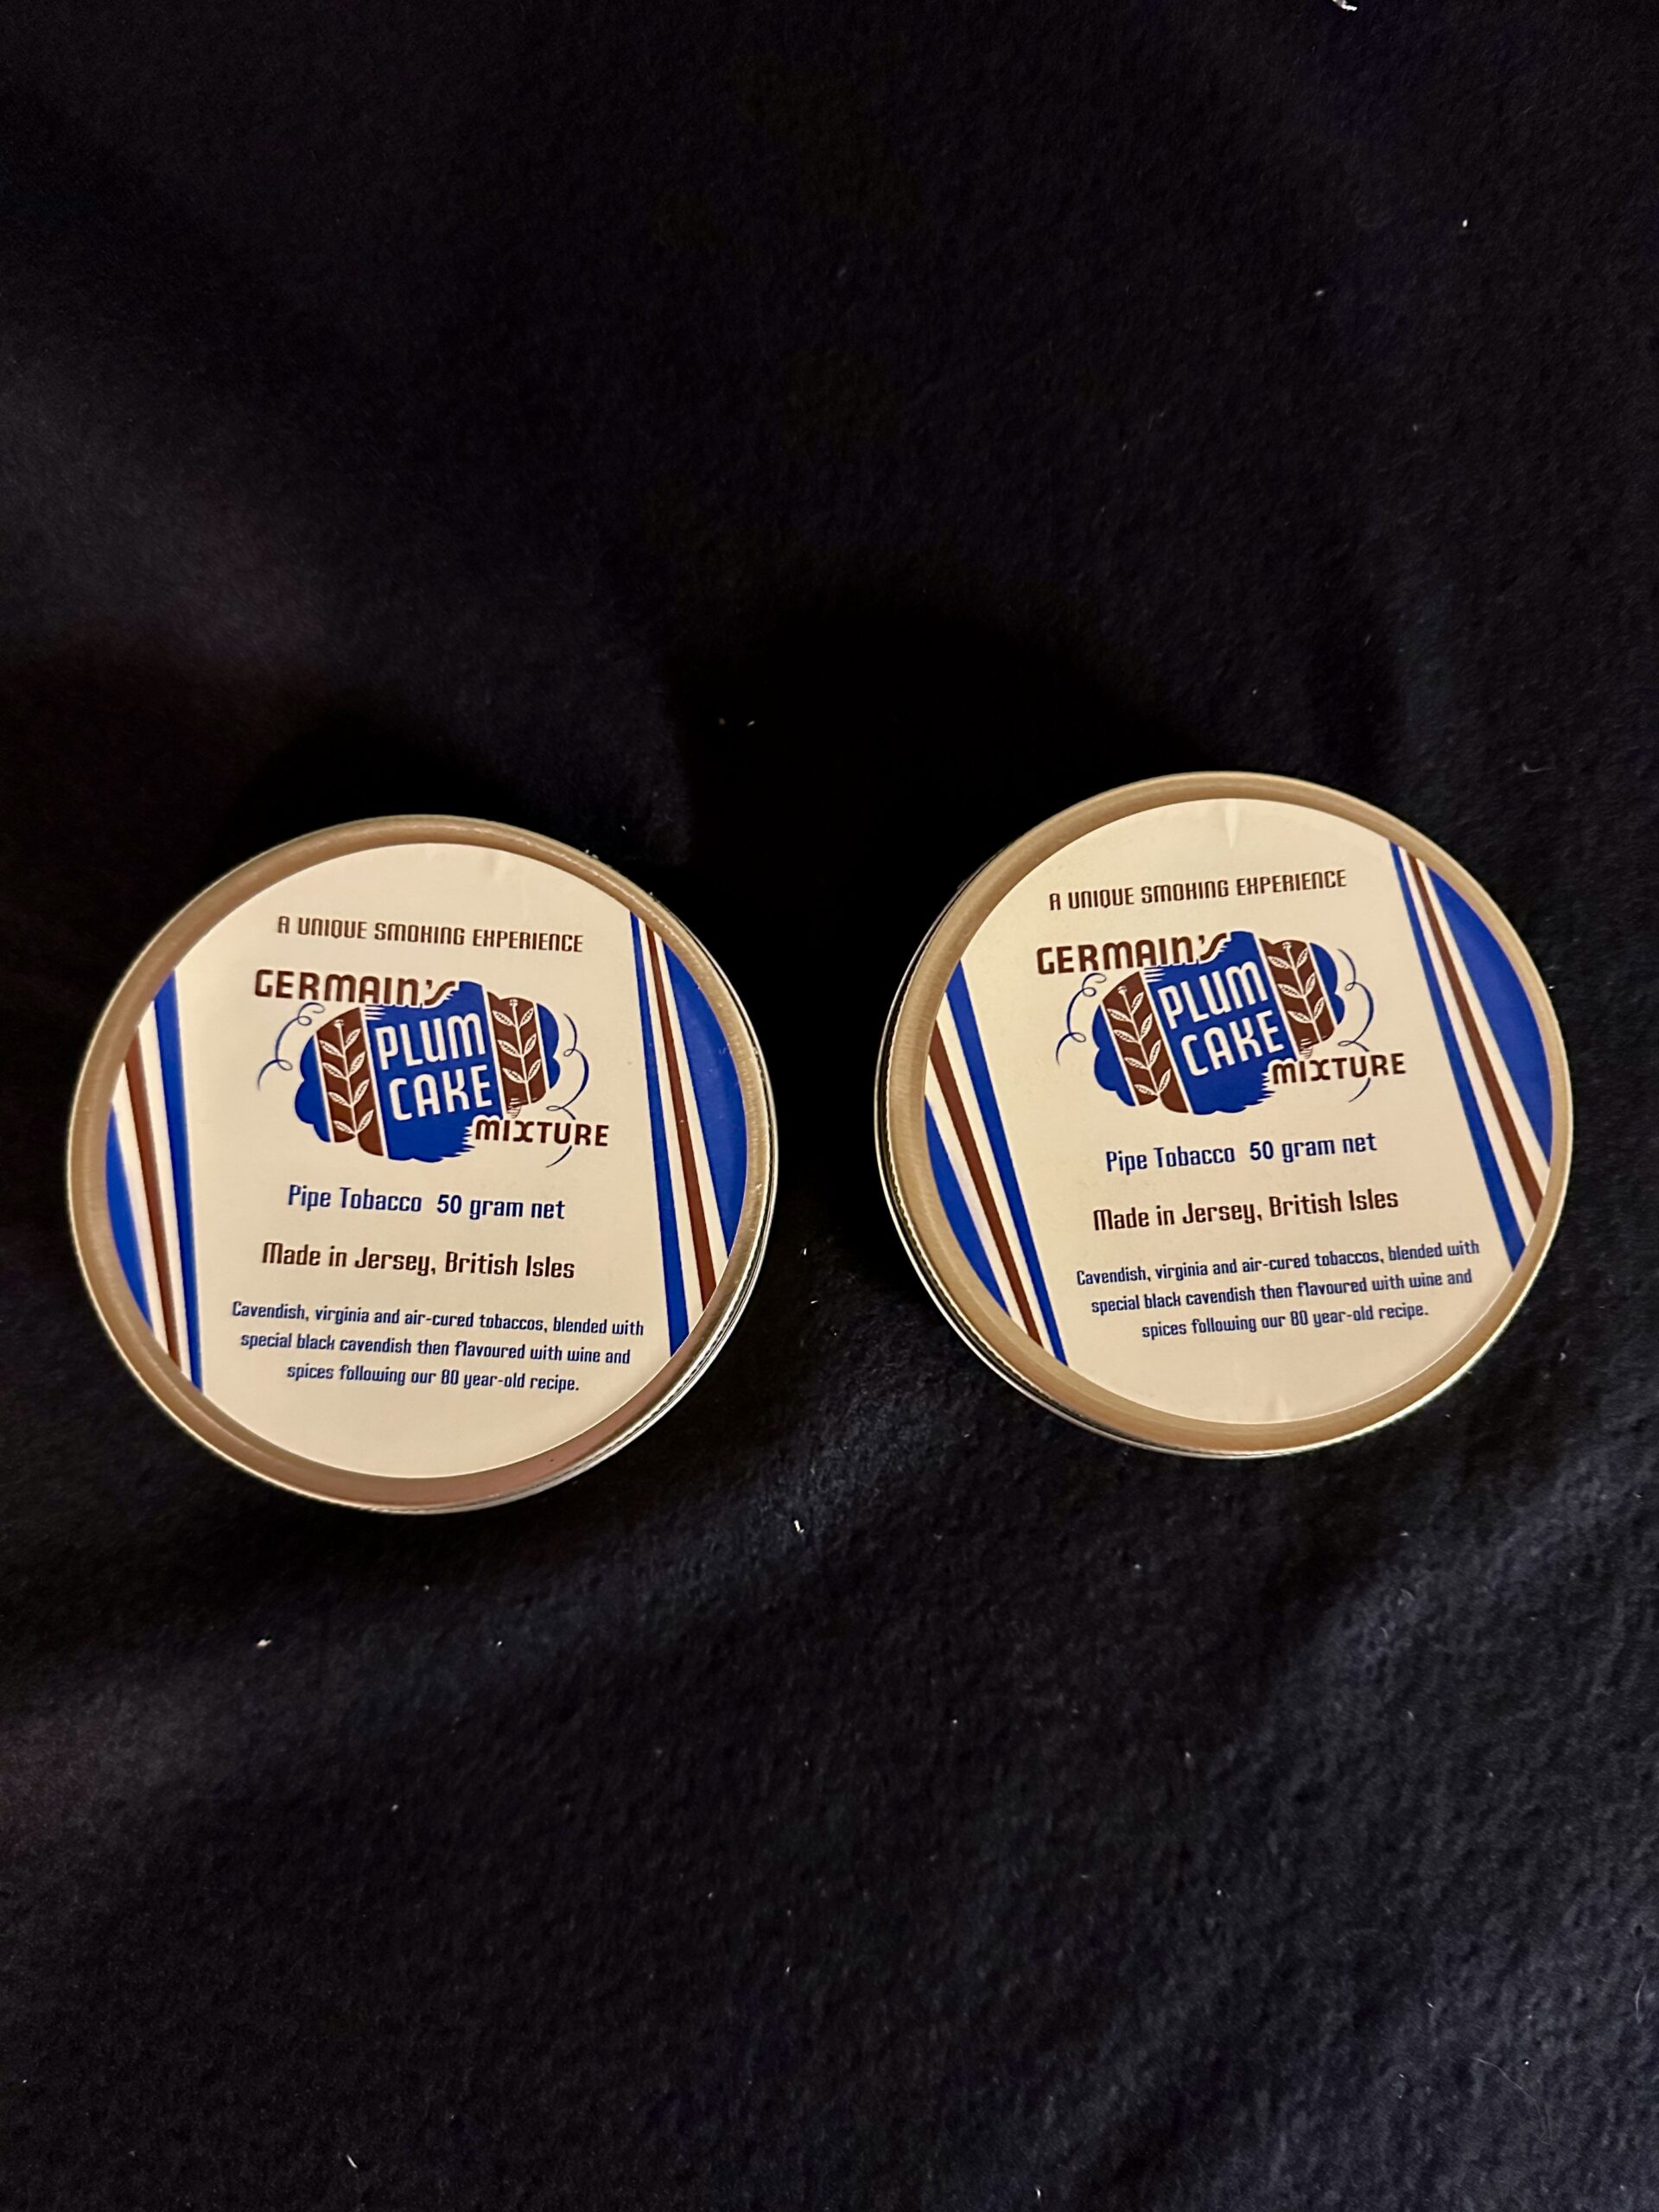 A UNIQUE SMOKING EXPERIENCE
GERMAIN'S
PLUM
CAKE
MIXTURE
Pipe Tobacco 50 gram net
Made in Jersey, British Isles
Cavendish, virginia and air-cured tobaccos, blended with
special black cavendish then flavoured with wine and
spices following our 80 year-old recipe.
A UNIQUE SMOKING EXPERIENCE
GERMAIN'S
PLUM
CAKE
MIXTURE
Pipe Tobacco 50 gram net
Made in Jersey, British Isles
Cavendish, virginia and air-cured tobaccos, blended with
special black cavendish then flavoured with wine and
spices following our 80 year-old recipe.